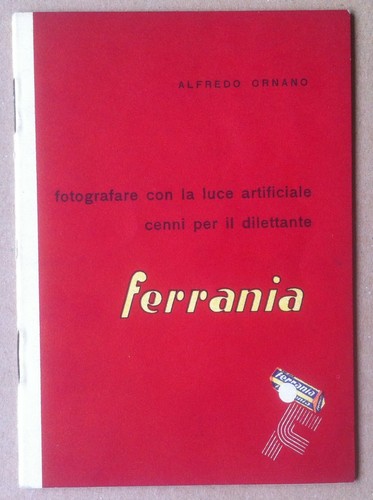 ALFREDO ORNANO
fotografare con la luce artificiale
cenni per il dilettante
ferrania
ferrania